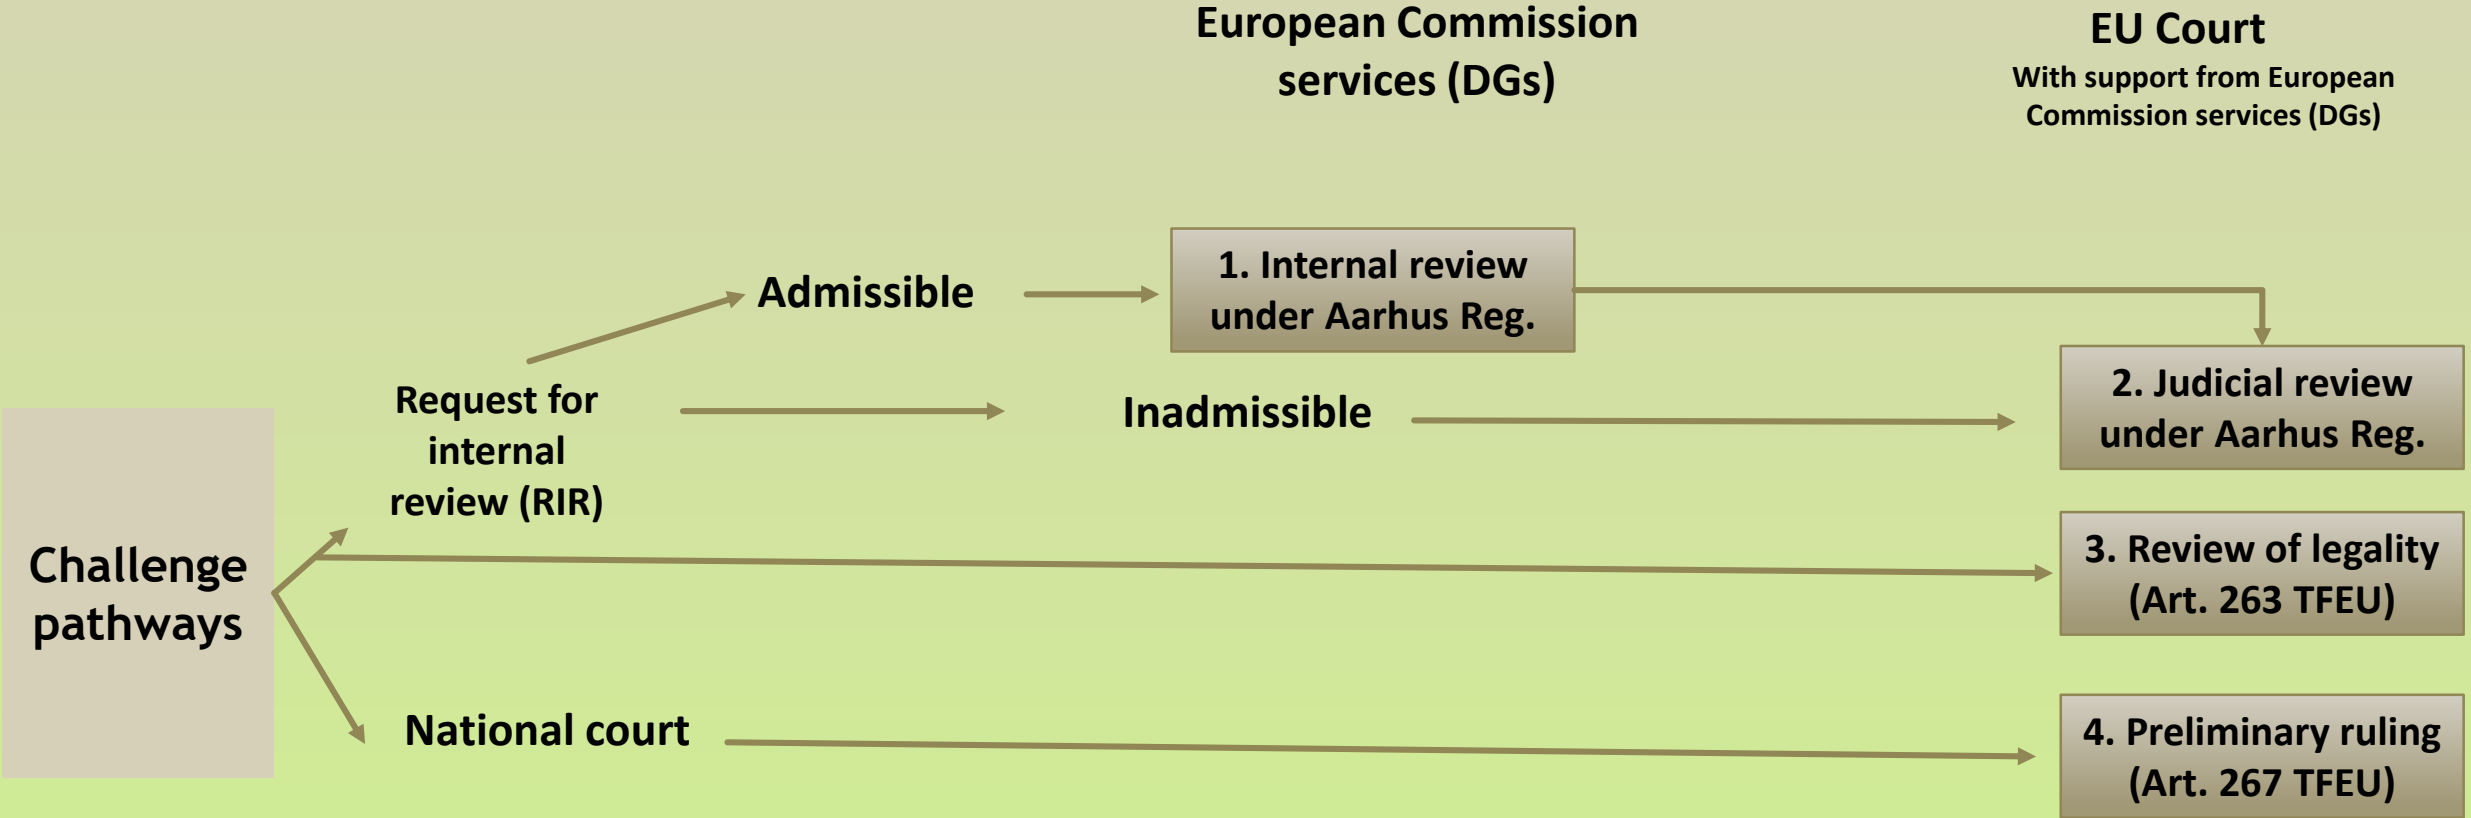 European Commission
services (DGs)
EU Court
With support from European
Commission services (DGs)
Admissible
1. Internal review
under Aarhus Reg.
Request for
internal
review (RIR)
Inadmissible
2. Judicial review
under Aarhus Reg.
Challenge
pathways
3. Review of legality
(Art. 263 TFEU)
National court
4. Preliminary ruling
(Art. 267 TFEU)